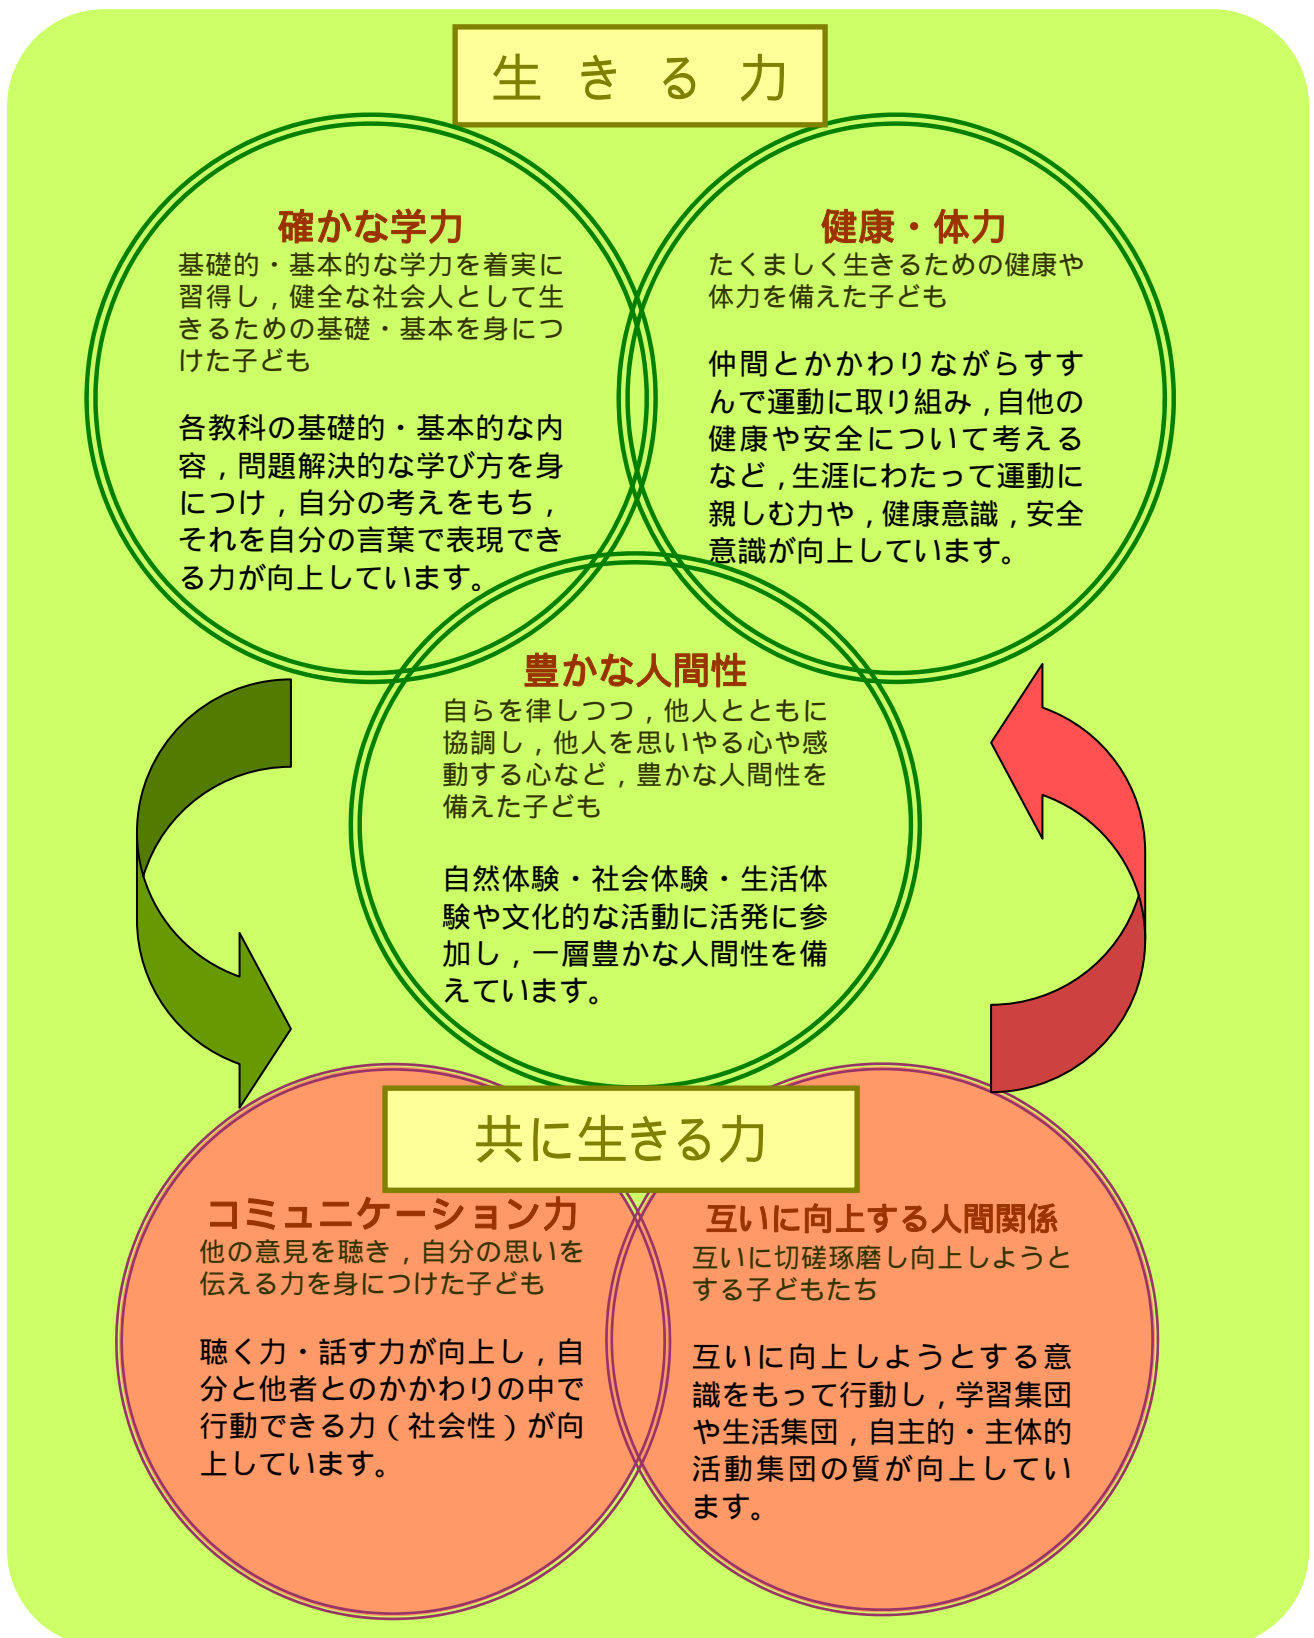 生きる力
確かな学力
基礎的・基本的な学力を着実に
習得し，健全な社会人として生
きるための基礎・基本を身につ
けた子ども
各教科の基礎的・基本的な内
容，問題解決的な学び方を身
につけ，自分の考えをもち，
それを自分の言葉で表現でき
る力が向上しています。
健康・体力
たくましく生きるための健康や
体力を備えた子ども
仲間とかかわりながらすす
んで運動に取り組み，自他の
健康や安全について考える
など，生涯にわたって運動に
親しむ力や，健康意識，安全
意識が向上しています。
豊かな人間性
自らを律しつつ，他人とともに
協調し，他人を思いやる心や感
動する心など，豊かな人間性を
備えた子ども
自然体験・社会体験・生活体
験や文化的な活動に活発に参
加し，一層豊かな人間性を備
えています。
共に生きる力
コミュニケーション力
他の意見を聴き，自分の思いを
伝える力を身につけた子ども
聴く力・話す力が向上し，自
分と他者とのかかわりの中で
行動できる力（社会性）が向
上しています。
互いに向上する人間関係
互いに切磋琢磨し向上しようと
する子どもたち
互いに向上しようとする意
識をもって行動し，学習集団
や生活集団，自主的・主体的
活動集団の質が向上してい
ます。